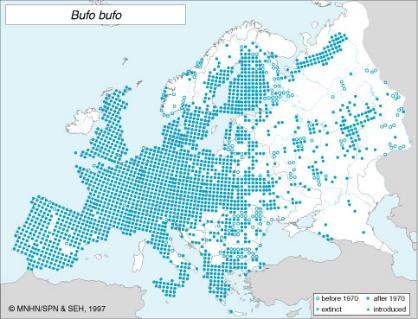 Bufo bufo
before 1970 after 1970
extinct introduced
© MNHN/SPN & SEH, 1997